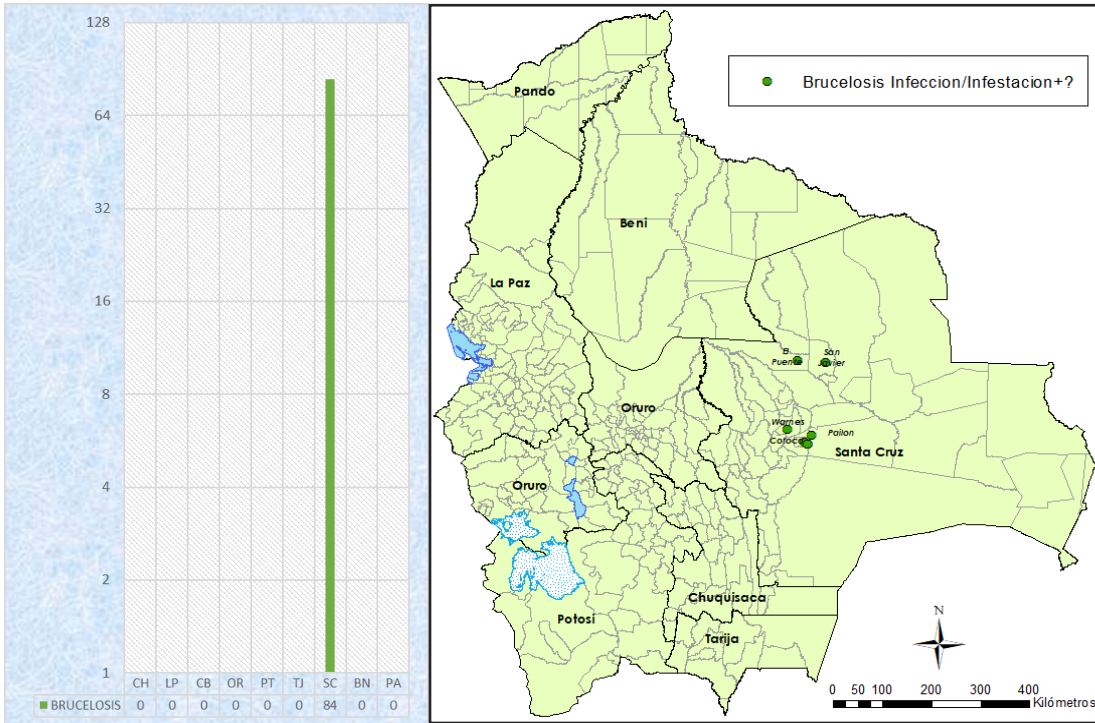 128
64
32
16
8
4
2
1
CH LP CB OR PT TJ SC BN PA
BRUCELOSIS 0 0 0 0 0 0 84 0 0
Brucelosis Infeccion/Infestacion+?
Pando
Beni
La Paz
El
Puente
San
Javier
Oruro
Warnes
Pailon
Cotoca
Santa Cruz
Oruro
Chuquisaca
Potosi
Tarija
N
0 50 100 200 300 400
Kilómetros